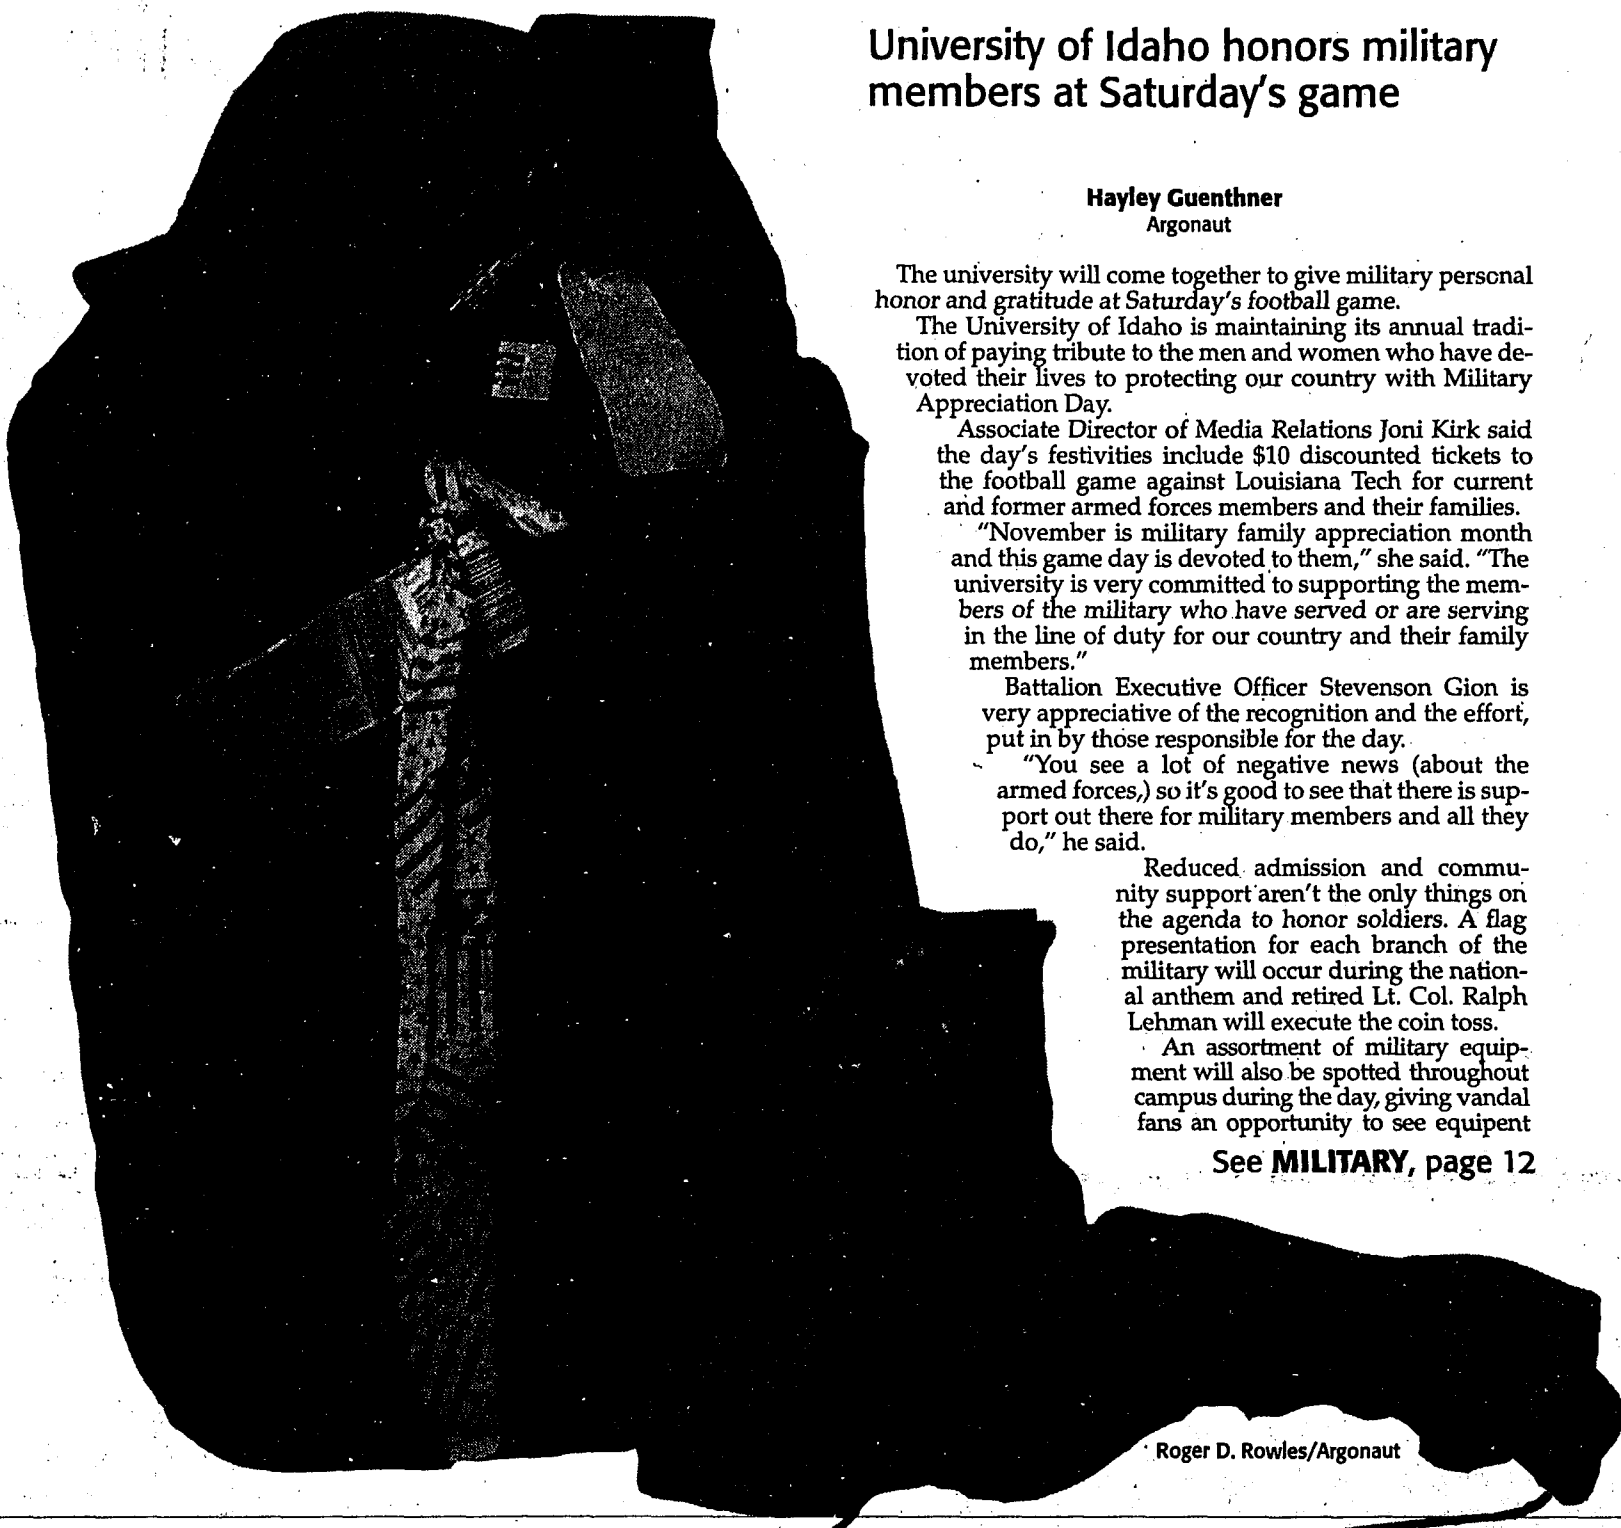 University of Idaho honors military
members at Saturday's game
Hayley Guenthner
Argonaut
The university will come together to give military personal
honor and gratitude at Saturday's football game.
The University of Idaho is maintaining its annual tradi-
tion of paying tribute to the men and women who have de-
voted their lives to protecting our country with Military
Appreciation Day.
Associate Director of Media Relations Joni Kirk said
the day's festivities include $10 discounted tickets to
the football game against Louisiana Tech for current
and former armed forces members and their families.
"November is military family appreciation month
and this game day is devoted to them," she said. "The
university is very committed to supporting the mem-
bers of the military who have served or are serving
in the line of duty for our country and their family
members."
Battalion Executive Officer Stevenson Gion is
very appreciative of the recognition and the effort,
put in by those responsible for the day.
"You see a lot of negative news (about the
armed forces,) so it's good to see that there is sup-
port out there for military members and all they
do," he said.
Reduced admission and commu-
nity support aren't the only things on
the agenda to honor soldiers. A flag
presentation for each branch of the
military will occur during the nation-
al anthem and retired Lt. Col. Ralph
Lehman will execute the coin toss.
An assortment of military equip-
ment will also be spotted throughout
campus during the day, giving vandal
fans an opportunity to see equipent
See MILITARY, page 12
Roger D. Rowles/Argonaut